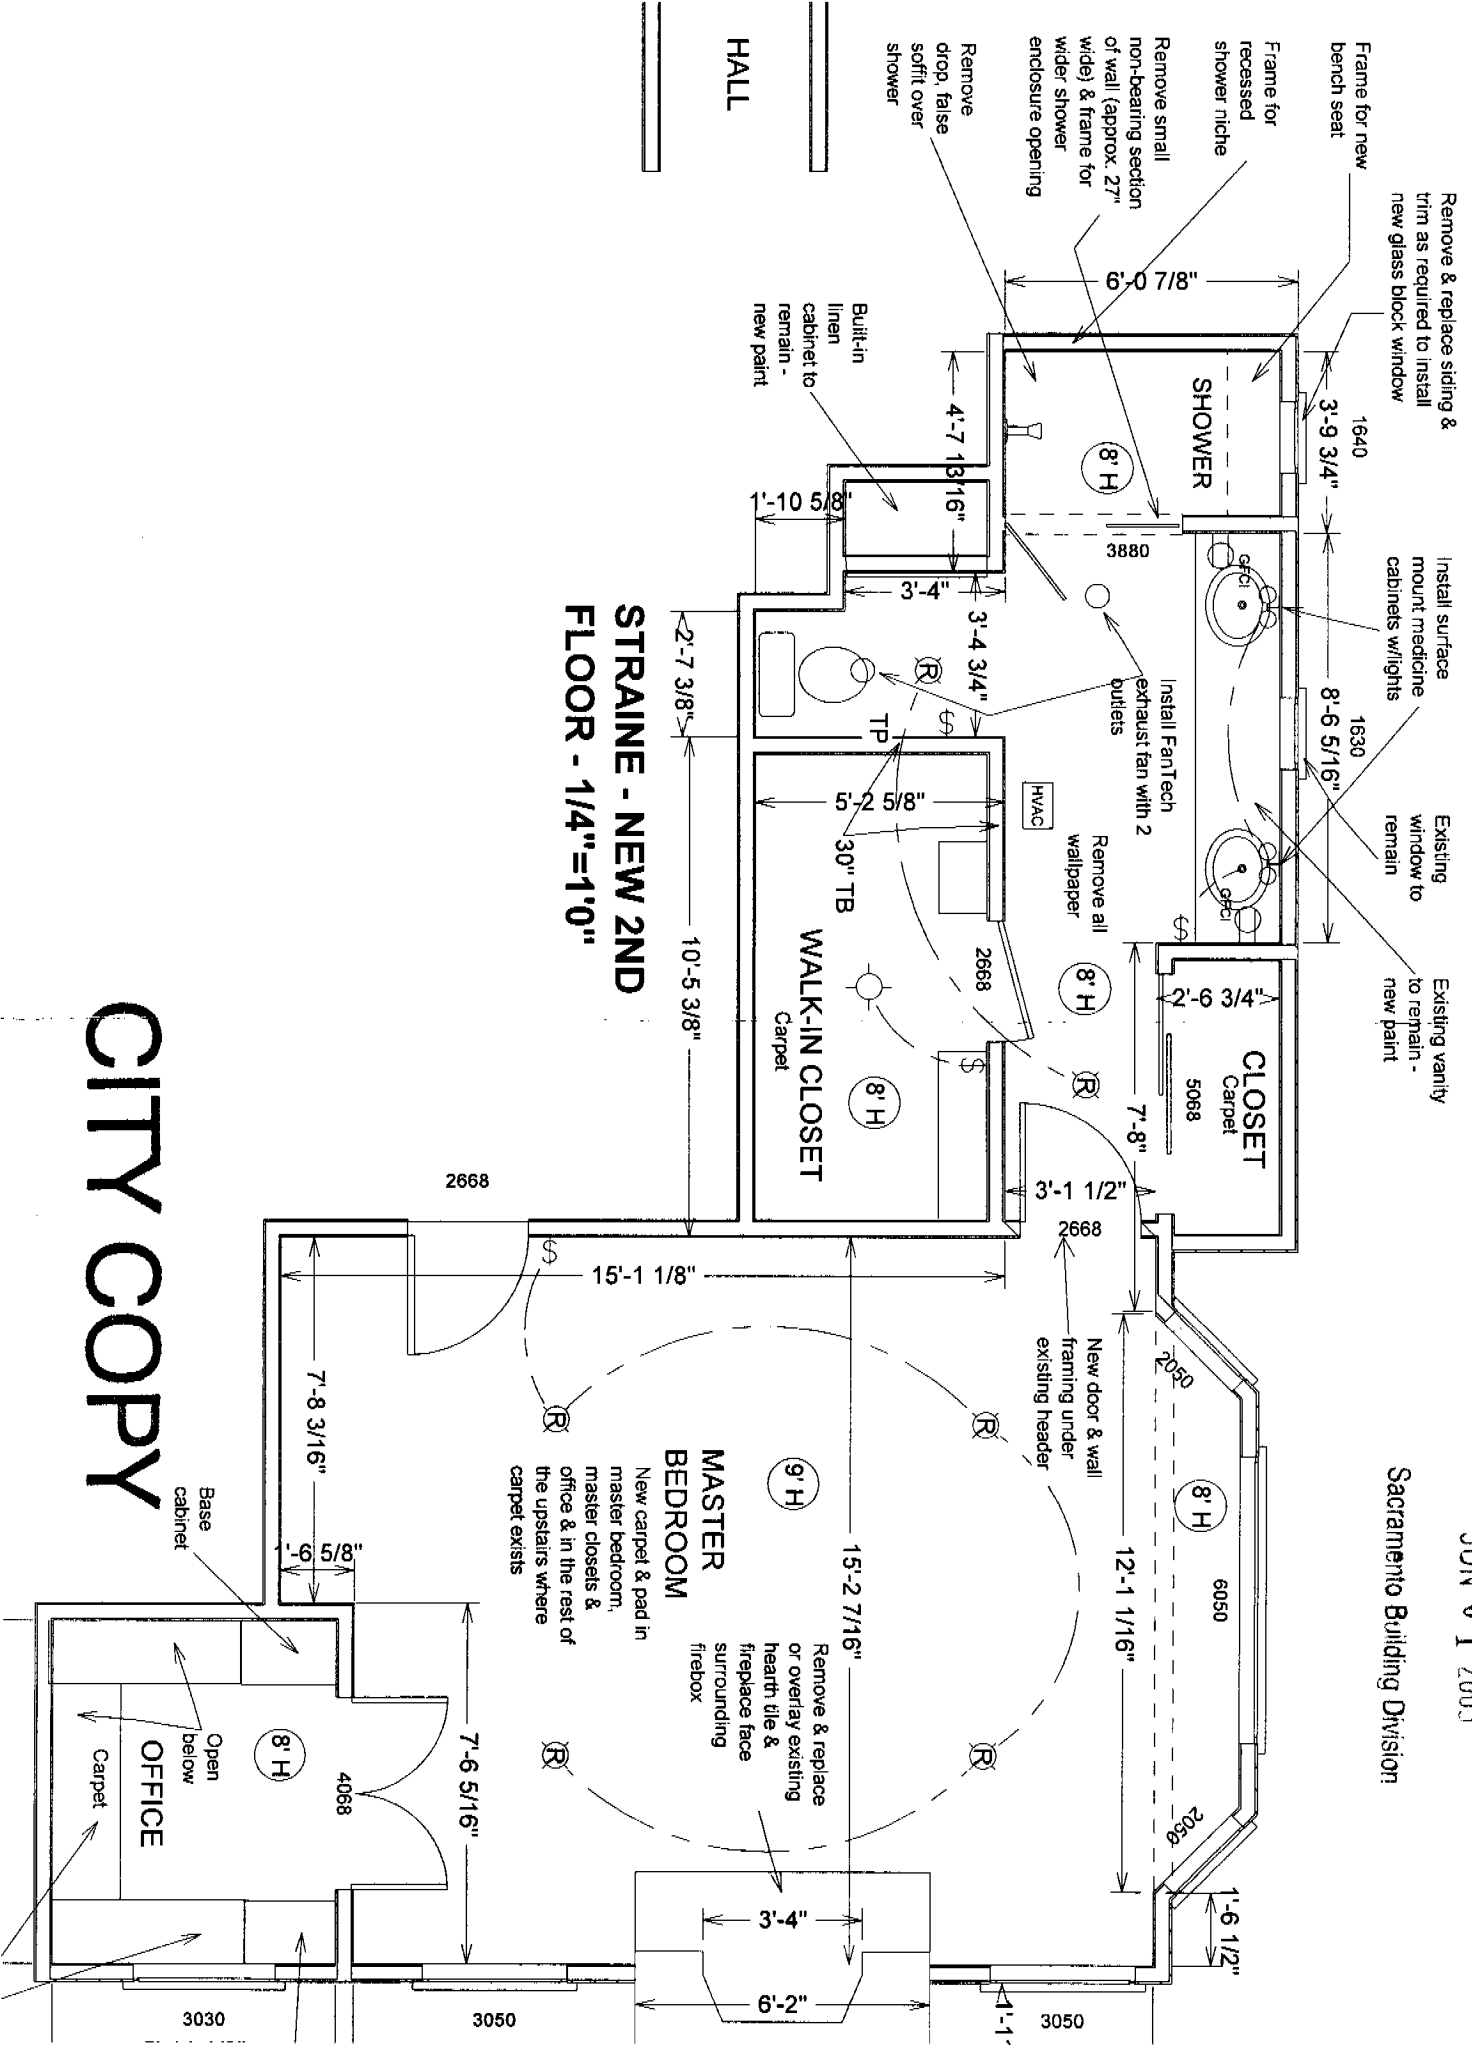 JUN 0 1 2005
Sacramento Building Division
Frame for new
bench seat
Remove & replace siding &
trim as required to install
new glass block window
Frame for
recessed
shower niche
Remove small
non-bearing section
of wall (approx. 27"
wide) & frame for
wider shower
enclosure opening
Remove
drop, false
soffit over
shower
HALL
Built-in
linen
cabinet to
remain -
new paint
Install surface
mount medicine
cabinets w/lights
Existing
window to
remain
Existing vanity
to remain -
new paint
1640
1630
3'-9 3/4"
8'-6 5/16"
6'-0 7/8"
SHOWER
8' H
3880
GFCI
GFCI
4'-7 13/16"
1'-10 5/8"
3'-4"
3'-4 3/4"
2'-7 3/8"
R
$
TP
Install FanTech
exhaust fan with 2
outlets
HVAC
Remove all
wallpaper
$
8' H
R
5'-2 5/8"
30" TB
2668
WALK-IN CLOSET
Carpet
8' H
$
10'-5 3/8"
2'-6 3/4"
CLOSET
Carpet
5068
7'-8"
3'-1 1/2"
2668
New door & wall
framing under
existing header
STRAINE - NEW 2ND
FLOOR - 1/4"=1'0"
CITY COPY
2668
$
15'-1 1/8"
7'-8 3/16"
15'-2 7/16"
12'-1 1/16"
2050
6050
2050
8' H
1'-6 1/2"
R
R
R
R
9' H
MASTER
BEDROOM
New carpet & pad in
master bedroom,
master closets &
office & in the rest of
the upstairs where
carpet exists
Remove & replace
or overlay existing
hearth tile &
fireplace face
surrounding
firebox
3'-4"
6'-2"
'-6 5/8"
7'-6 5/16"
Base
cabinet
Open
below
OFFICE
Carpet
8' H
4068
3030
3050
3050
1'-1